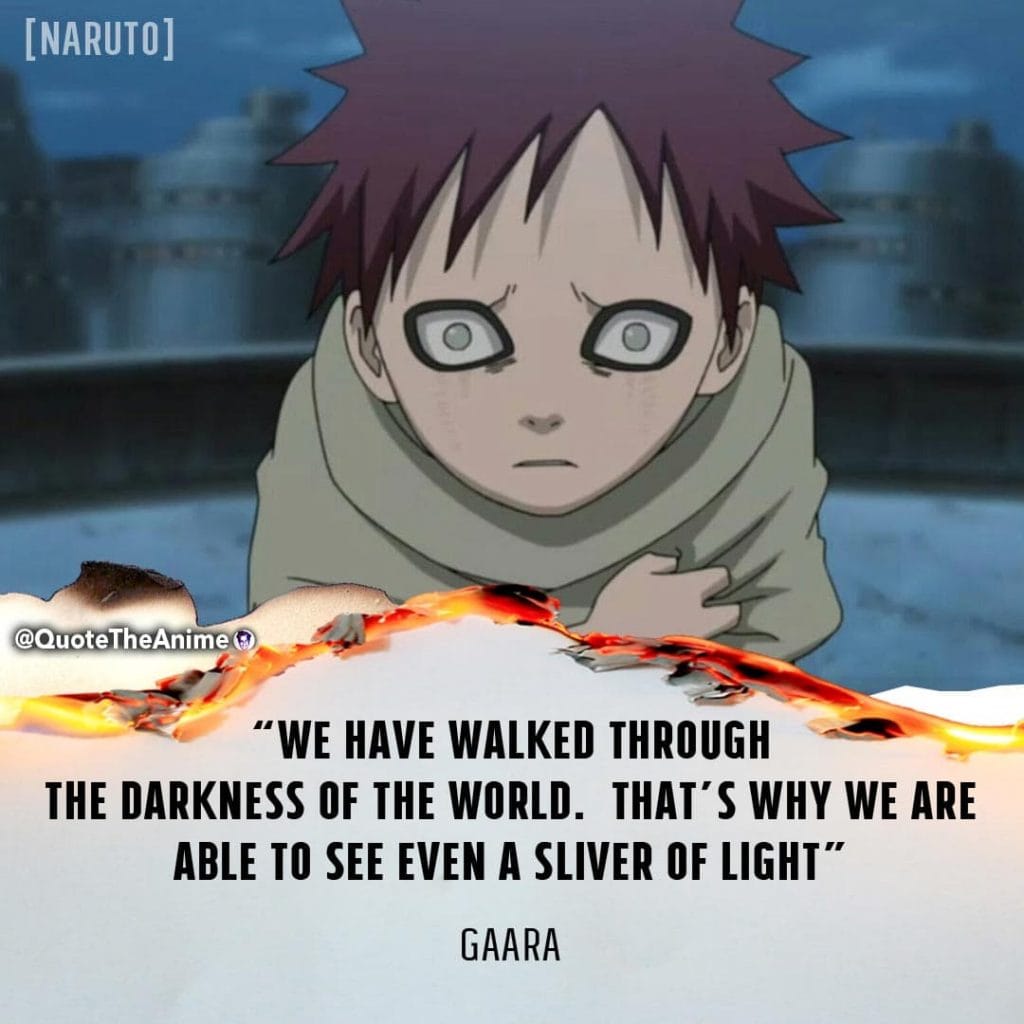 [NARUTO]
@QuoteTheAnime
“WE HAVE WALKED THROUGH
THE DARKNESS OF THE WORLD. THAT´S WHY WE ARE
ABLE TO SEE EVEN A SLIVER OF LIGHT”
GAARA